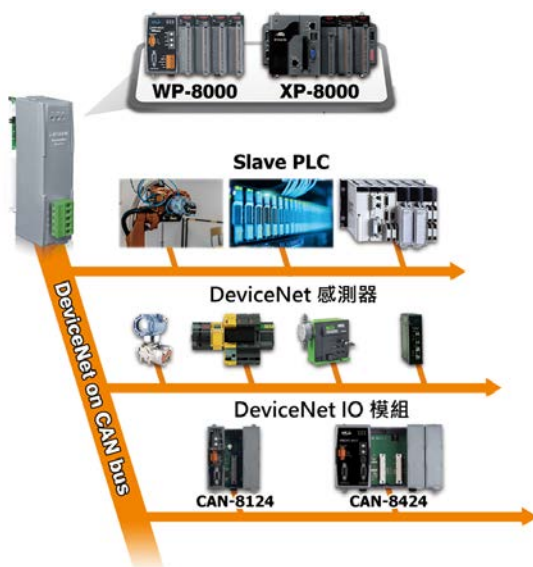 WP-8000
XP-8000
Slave PLC
DeviceNet 感測器
DeviceNet IO 模組
CAN-8124
CAN-8424
DeviceNet on CAN bus